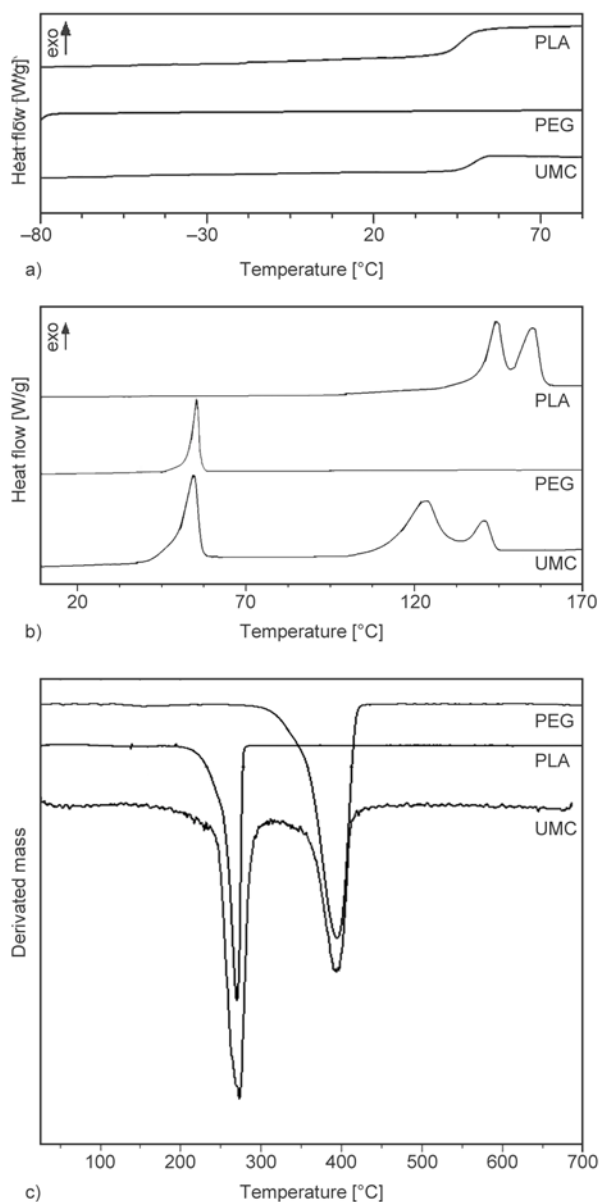 exo
PLA
PEG
UMC
Heat flow [W/g]
–80 –30 20 70
a) Temperature [°C]
exo
PLA
PEG
UMC
Heat flow [W/g]
20 70 120 170
b) Temperature [°C]
PEG
PLA
UMC
Derivated mass
100 200 300 400 500 600 700
c) Temperature [°C]